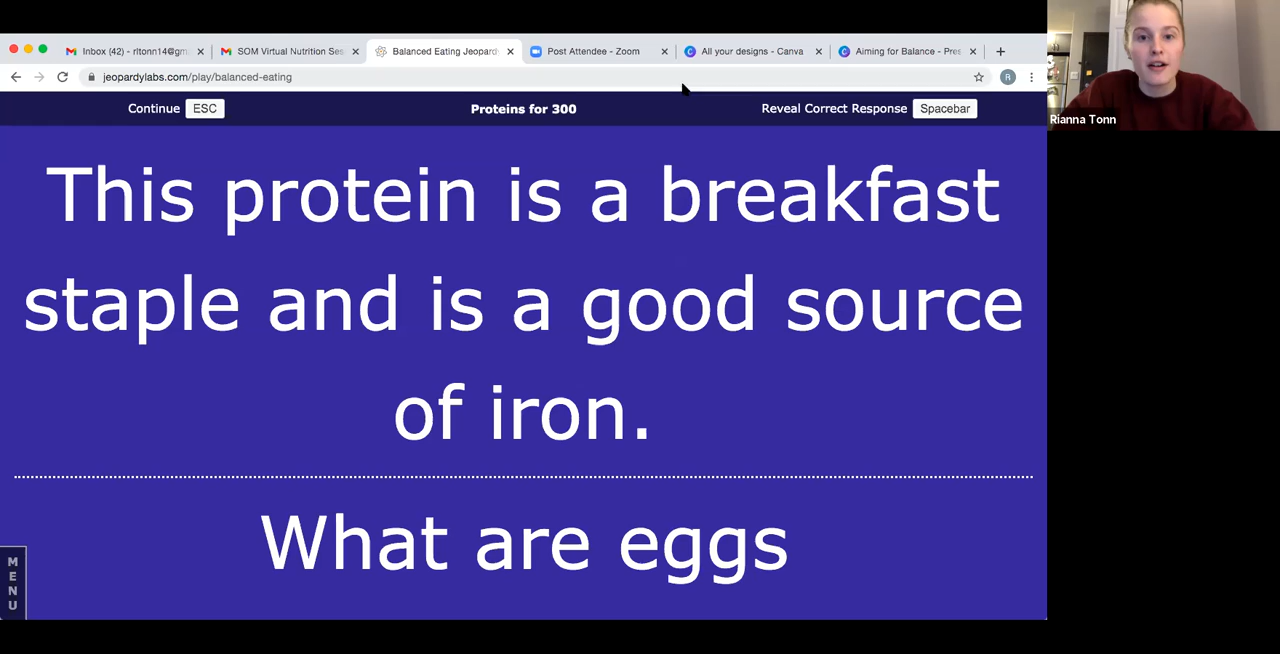 Inbox (42) - rltonn14@gm
SOM Virtual Nutrition Ses
Balanced Eating Jeopard
Post Attendee - Zoom
All your designs - Canva
Aiming for Balance - Pres
jeopardylabs.com/play/balanced-eating
R
Continue ESC
Proteins for 300
Reveal Correct Response Spacebar
Rianna Tonn
This protein is a breakfast
staple and is a good source
of iron.
What are eggs
MENU